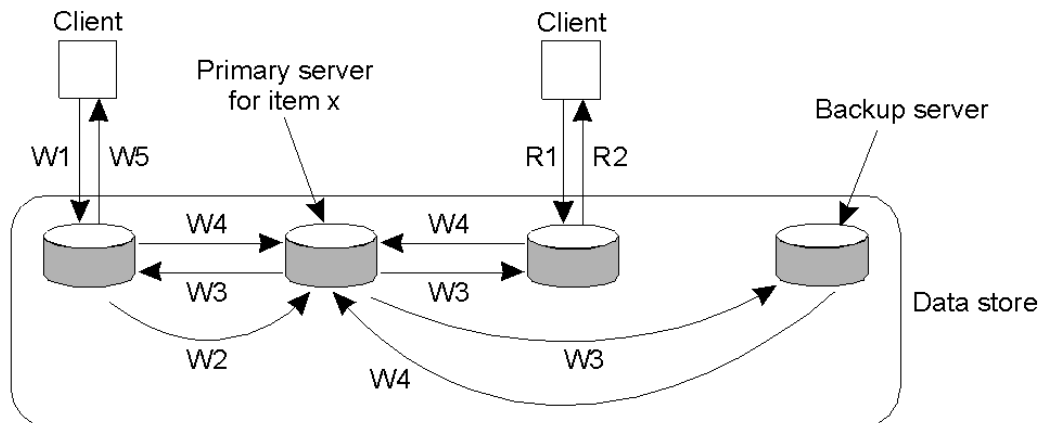 Client
Client
Primary server
for item x
Backup server
W1
W5
R1
R2
W4
W4
W3
W3
Data store
W2
W3
W4